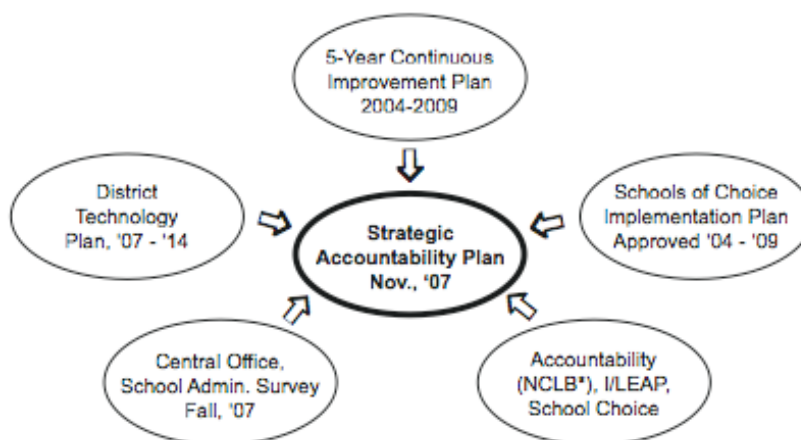 5-Year Continuous
Improvement Plan
2004-2009
District
Technology
Plan, '07 - '14
Strategic
Accountability Plan
Nov., '07
Schools of Choice
Implementation Plan
Approved '04 - '09
Central Office,
School Admin. Survey
Fall, '07
Accountability
(NCLB*), I/LEAP,
School Choice